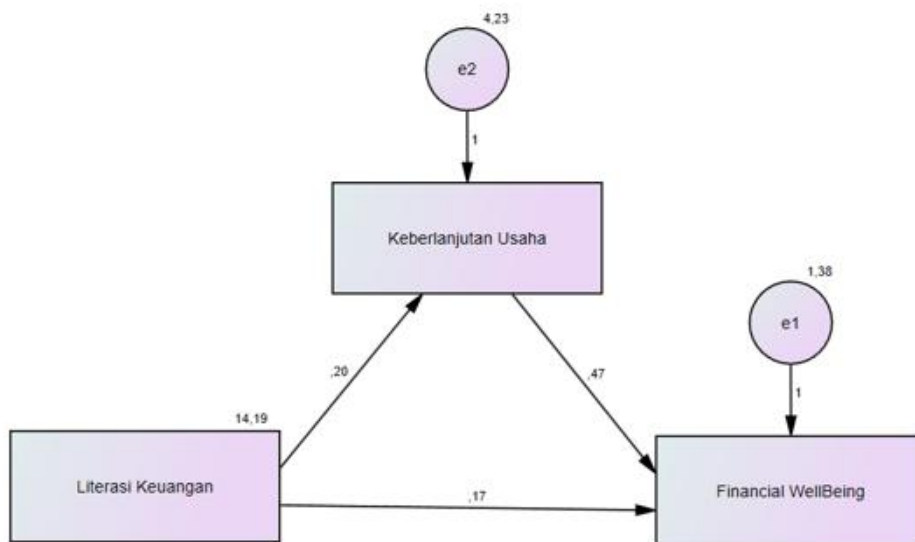 4,23
e2
1
Keberlanjutan Usaha
1,38
e1
,20
,47
1
14,19
Literasi Keuangan
,17
Financial WellBeing